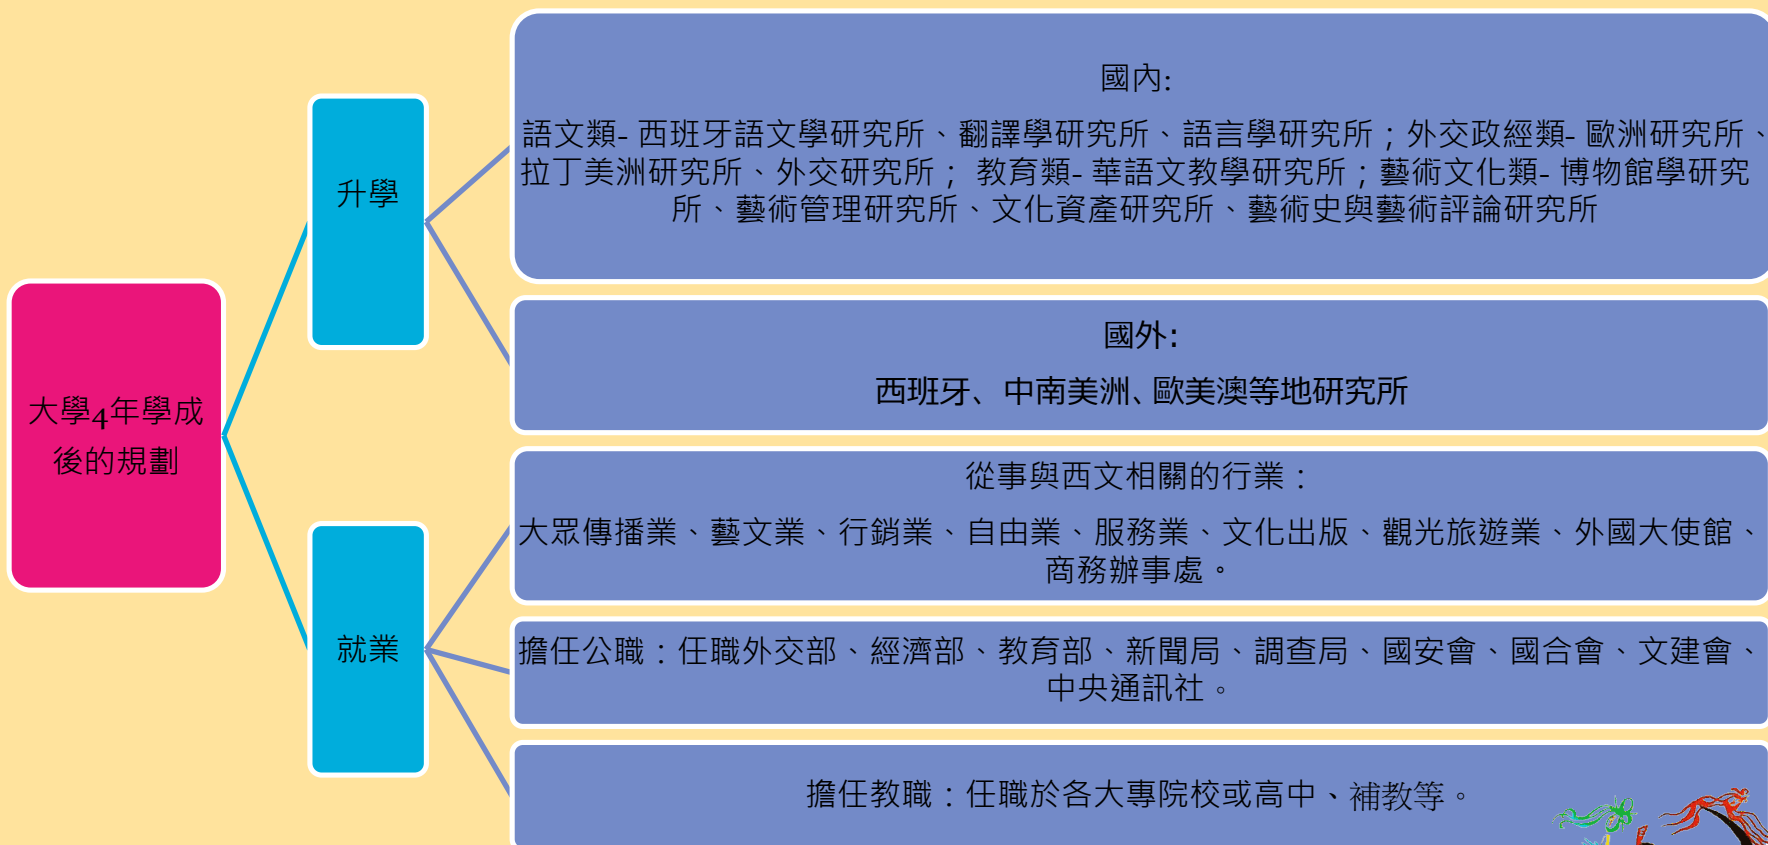 大學4年學成
後的規劃
升學
國內:
語文類- 西班牙語文學研究所、翻譯學研究所、語言學研究所；外交政經類- 歐洲研究所、
拉丁美洲研究所、外交研究所； 教育類- 華語文教學研究所；藝術文化類- 博物館學研究
所、藝術管理研究所、文化資產研究所、藝術史與藝術評論研究所
國外:
西班牙、中南美洲、歐美澳等地研究所
就業
從事與西文相關的行業：
大眾傳播業、藝文業、行銷業、自由業、服務業、文化出版、觀光旅遊業、外國大使館、
商務辦事處。
擔任公職：任職外交部、經濟部、教育部、新聞局、調查局、國安會、國合會、文建會、
中央通訊社。
擔任教職：任職於各大專院校或高中、補教等。